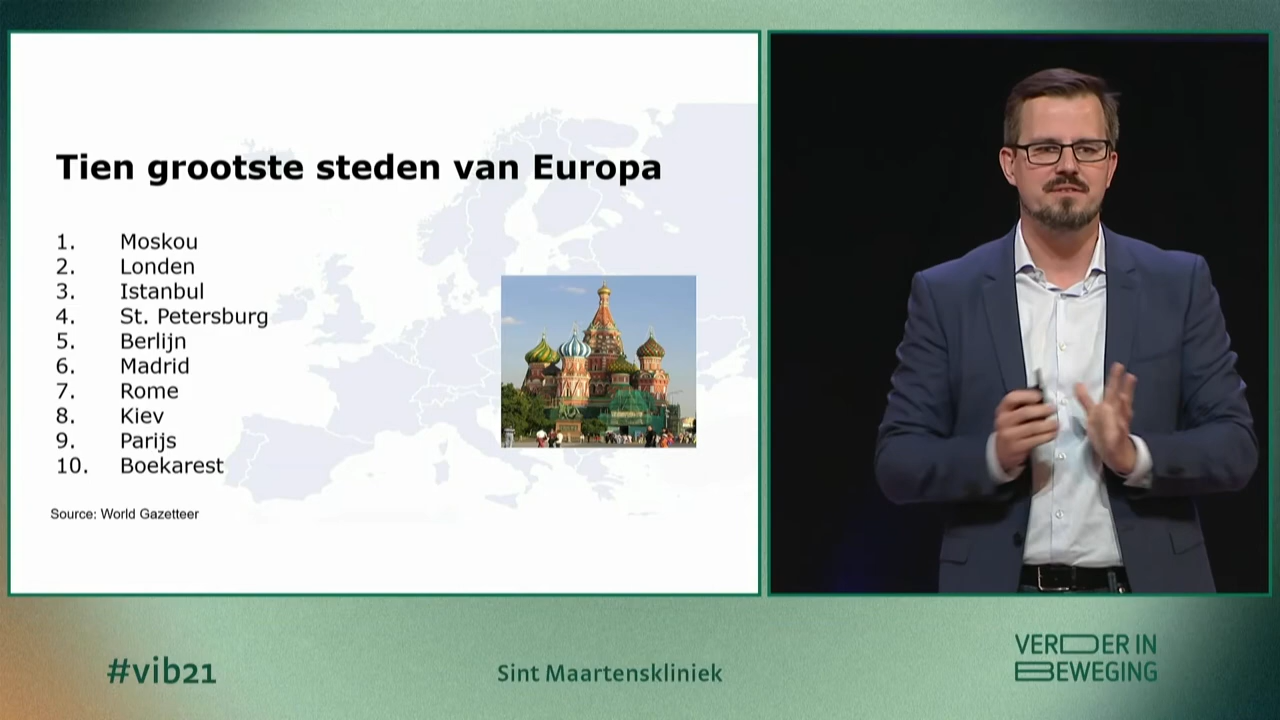 Tien grootste steden van Europa
1. Moskou
2. Londen
3. Istanbul
4. St. Petersburg
5. Berlijn
6. Madrid
7. Rome
8. Kiev
9. Parijs
10. Boekarest
Source: World Gazetteer
#vib21
Sint Maartenskliniek
VERDER IN
BEWEGING